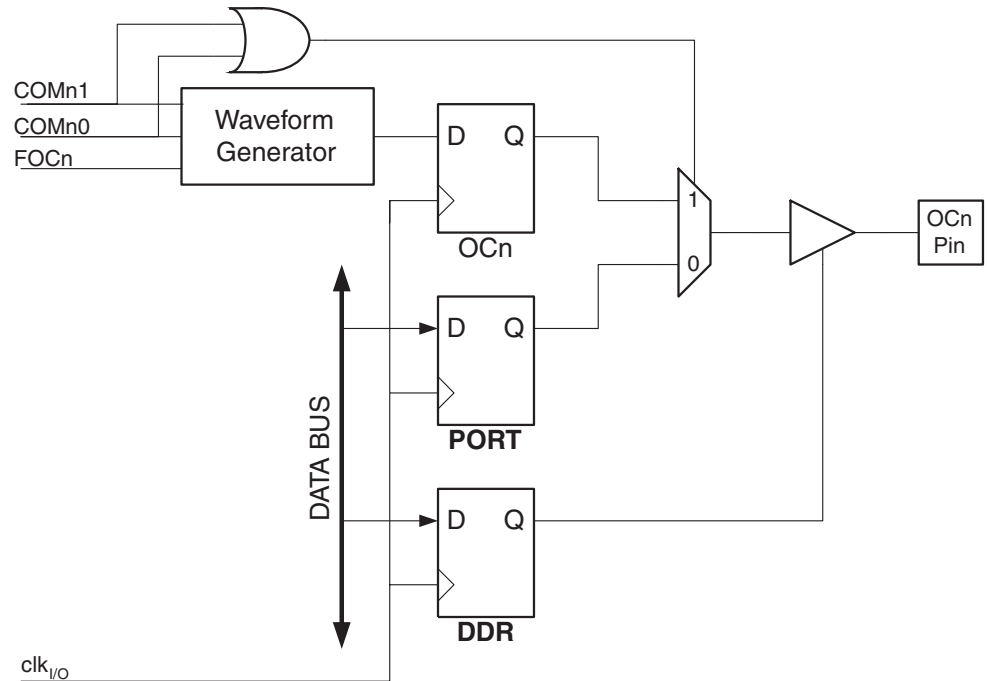 COMn1
COMn0
FOCn
Waveform
Generator
D Q
OCn
1
0
OCn
Pin
D Q
PORT
DATA BUS
D Q
DDR
clkI/O